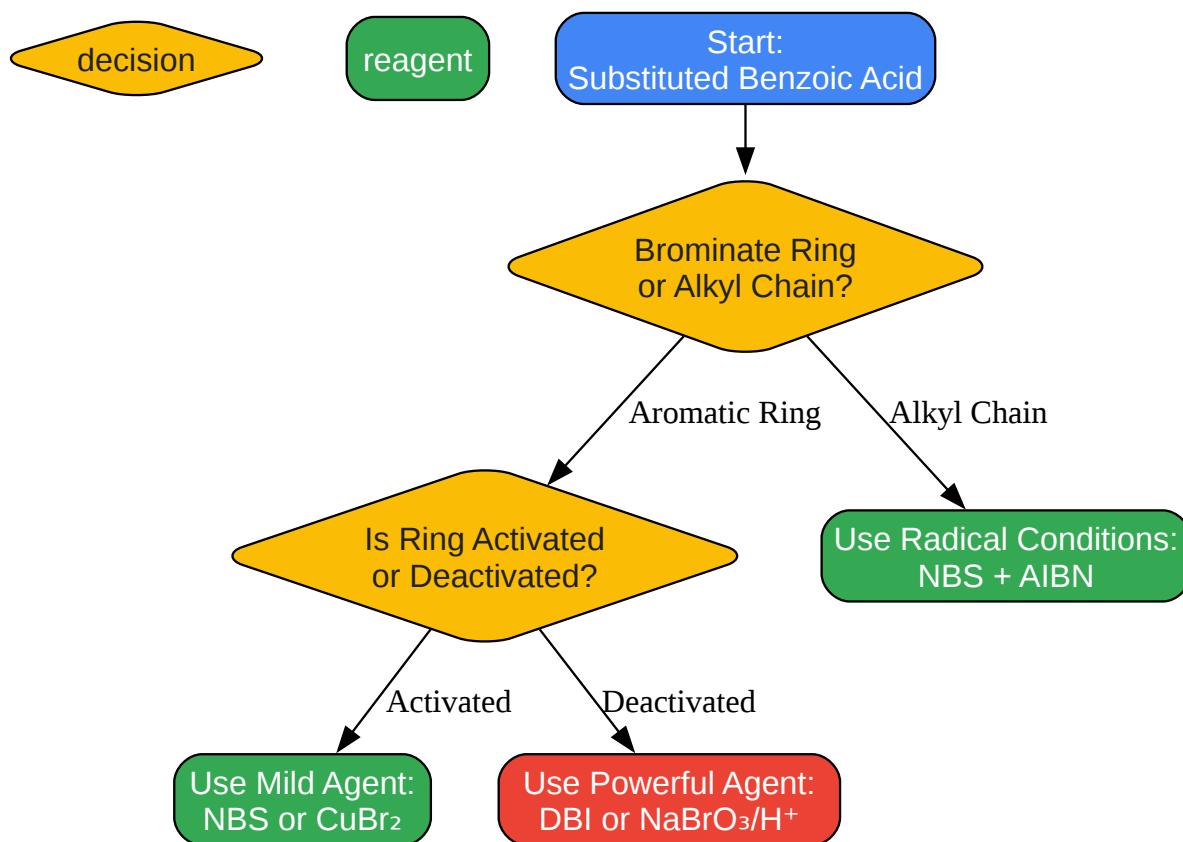 decision
reagent
Start:
Substituted Benzoic Acid
Brominate Ring
or Alkyl Chain?
Aromatic Ring
Alkyl Chain
Is Ring Activated
or Deactivated?
Use Radical Conditions:
NBS + AIBN
Activated
Deactivated
Use Mild Agent:
NBS or CuBr₂
Use Powerful Agent:
DBI or NaBrO₃/H⁺